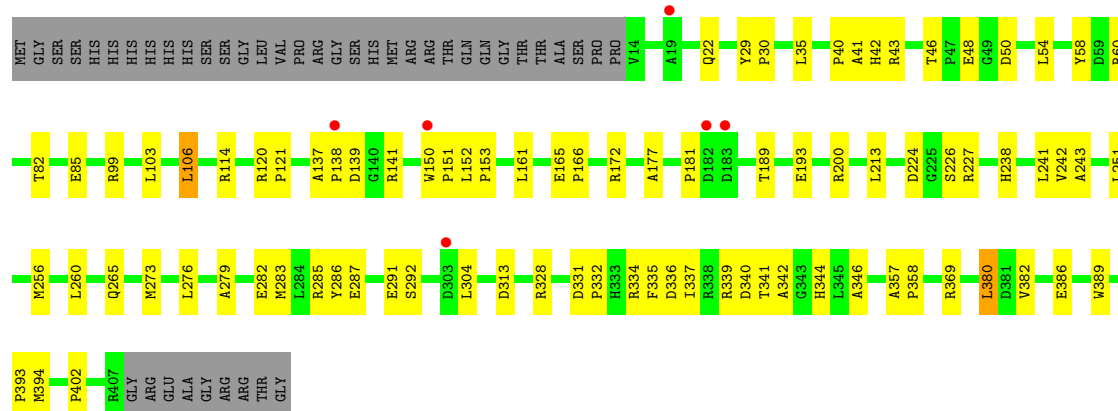 MET GLY SER SER HIS HIS HIS HIS HIS HIS SER SER GLY LEU VAL PRO ARG GLY SER HIS MET ARG ARG THR GLN GLN GLY THR THR ALA SER PRO PRO V14 A19 Q22 Y29 P30 L35 P40 A41 H42 R43 T46 P47 E48 G49 D50 L54 Y58 D59
T82 E85 R99 L103 L106 R114 R120 P121 A137 P138 D139 G140 R141 W150 P151 L152 P153 L161 E165 P166 R172 A177 P181 D182 D183 T189 E193 R200 L213 D224 G225 S226 R227 H238 L241 V242 A243
M256 L260 Q265 M273 L276 A279 E282 M283 L284 R285 Y286 E287 E291 S292 D303 L304 D313 R328 D331 P332 H333 R334 F335 D336 I337 R338 R339 D340 T341 A342 G343 H344 L345 A346 A357 P358 R369 L380 D381 V382 E386 W389
P393 M394 P402 R407 GLY ARG GLU ALA GLY ARG ARG THR GLY